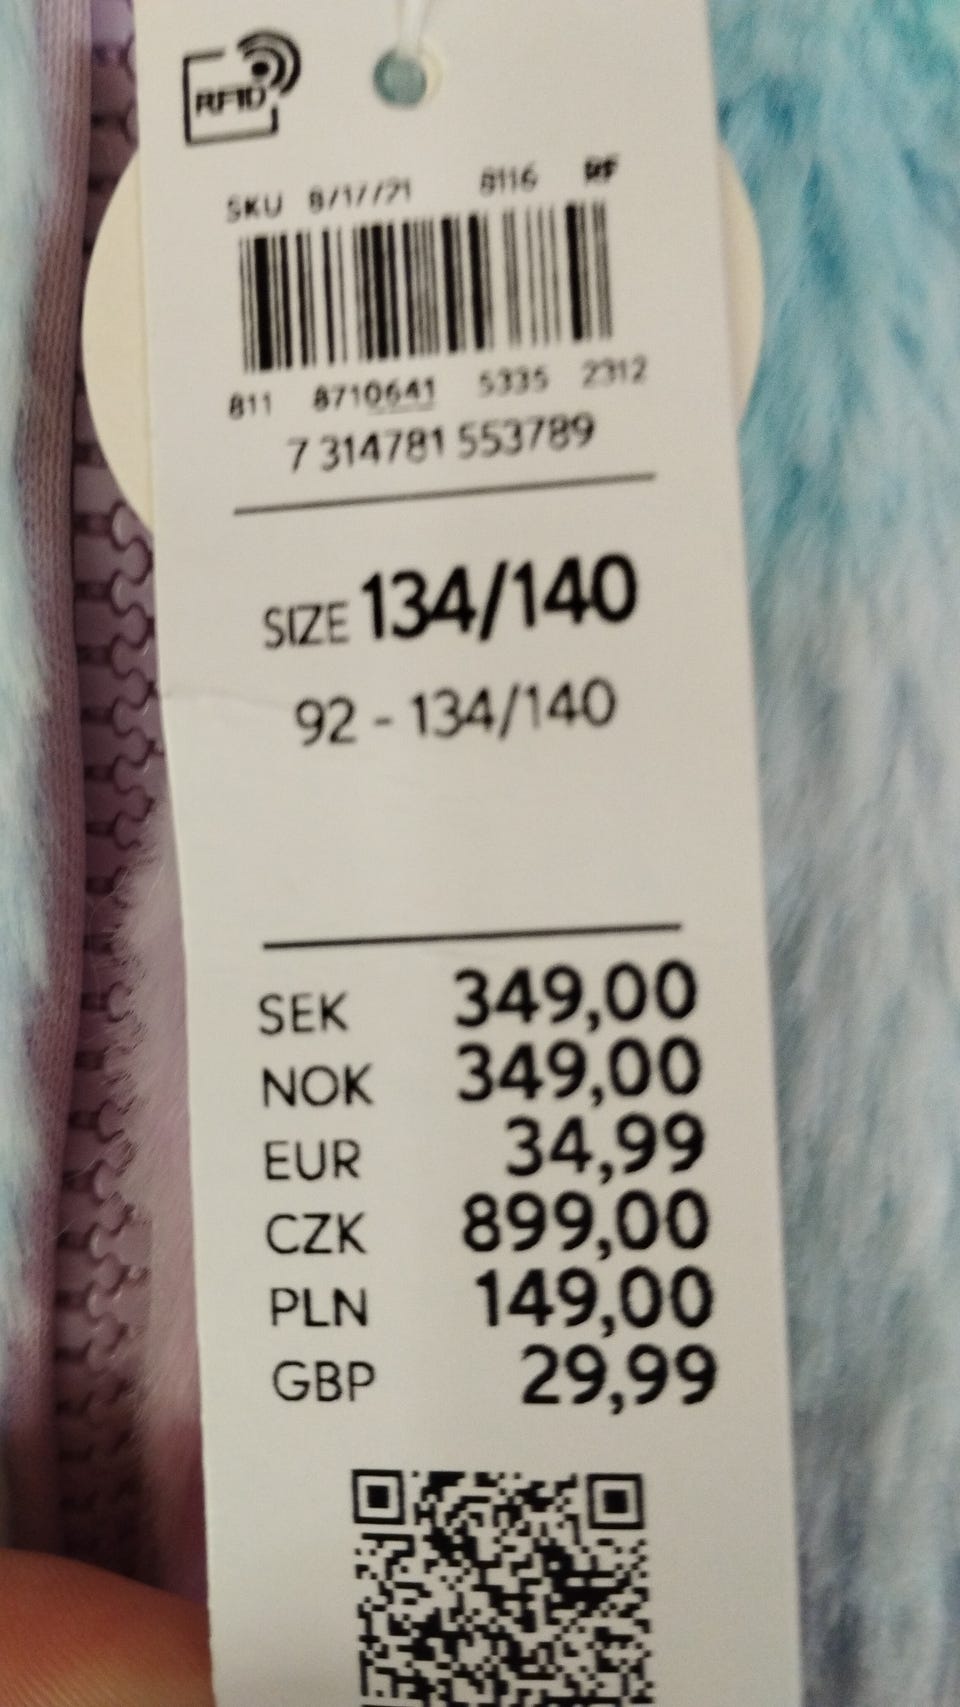 RFID
SKU 8/17/21 8116 RF
811 8710641 5335 2312
7 314781 553789
SIZE 134/140
92 - 134/140
SEK 349,00
NOK 349,00
EUR 34,99
CZK 899,00
PLN 149,00
GBP 29,99